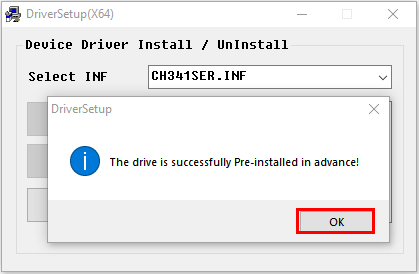 DriverSetup(X64)
Device Driver Install / UnInstall
Select INF
CH341SER.INF
DriverSetup
The drive is successfully Pre-installed in advance!
OK